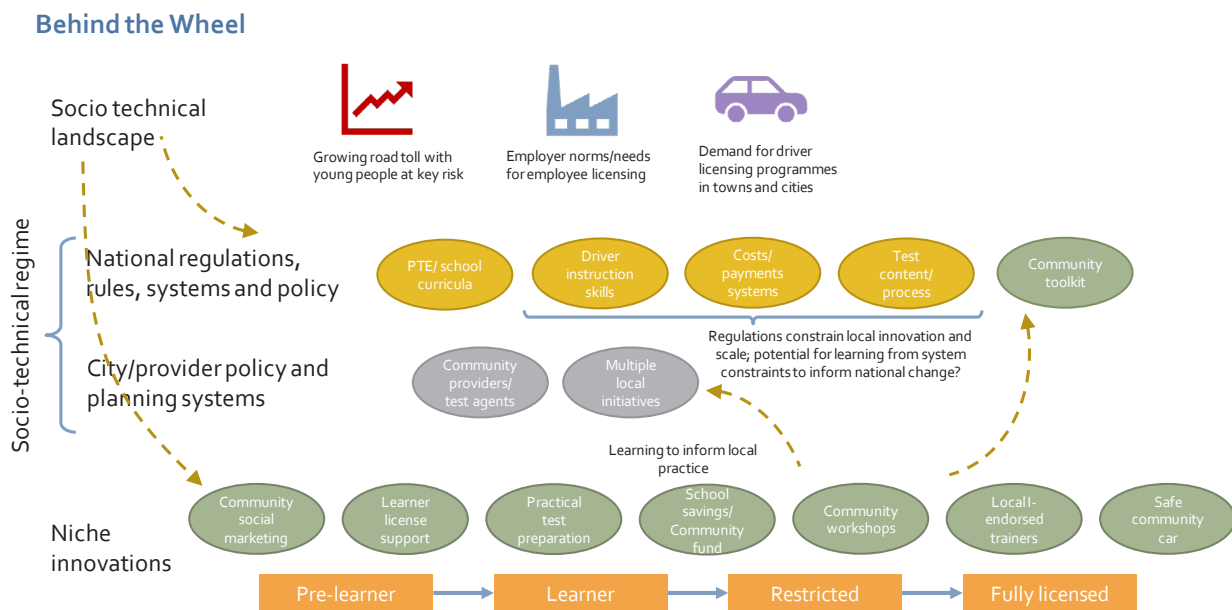 Behind the Wheel
Socio technical
landscape
Growing road toll with
young people at key risk
Employer norms/needs
for employee licensing
Demand for driver
licensing programmes
in towns and cities
Socio-technical regime
National regulations,
rules, systems and policy
PTE/ school
curricula
Driver
instruction
skills
Costs/
payments
systems
Test
content/
process
Community
toolkit
Regulations constrain local innovation and
scale; potential for learning from system
constraints to inform national change?
City/provider policy and
planning systems
Community
providers/
test agents
Multiple
local
initiatives
Learning to inform local
practice
Niche
innovations
Community
social
marketing
Learner
license
support
Practical
test
preparation
School
savings/
Community
fund
Community
workshops
Local I-
endorsed
trainers
Safe
community
car
Pre-learner
Learner
Restricted
Fully licensed